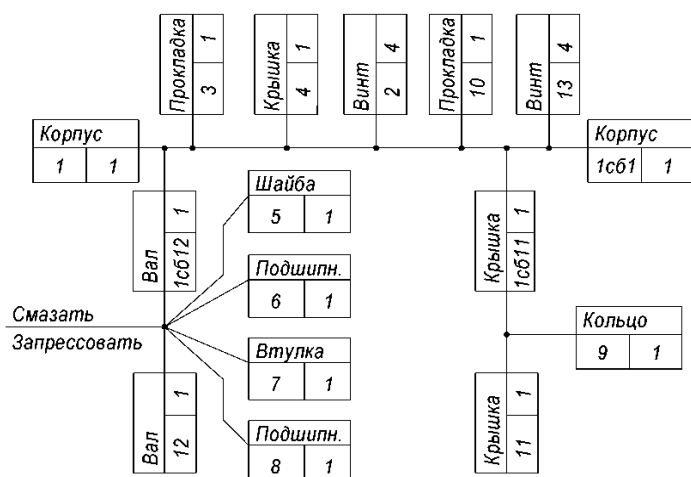 Прокладка 3 1
Крышка 4 1
Винт 2 4
Прокладка 10 1
Винт 13 4
Корпус
1 1
Корпус
1сб1 1
Вал 1сб12 1
Шайба
5 1
Крышка 1сб11 1
Подшипн.
6 1
Смазать
Запрессовать
Кольцо
9 1
Втулка
7 1
Вал 12 1
Крышка 11 1
Подшипн.
8 1